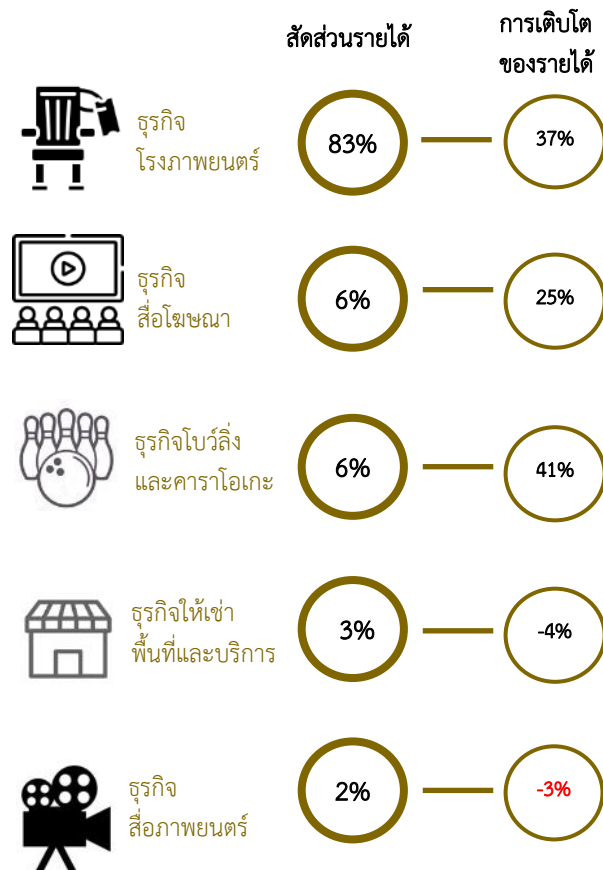 สัดส่วนรายได้
การเติบโต
ของรายได้
ธุรกิจ
โรงภาพยนตร์
83%
37%
ธุรกิจ
สื่อโฆษณา
6%
25%
ธุรกิจโบว์ลิ่ง
และคาราโอเกะ
6%
41%
ธุรกิจให้เช่า
พื้นที่และบริการ
3%
-4%
ธุรกิจ
สื่อภาพยนตร์
2%
-3%